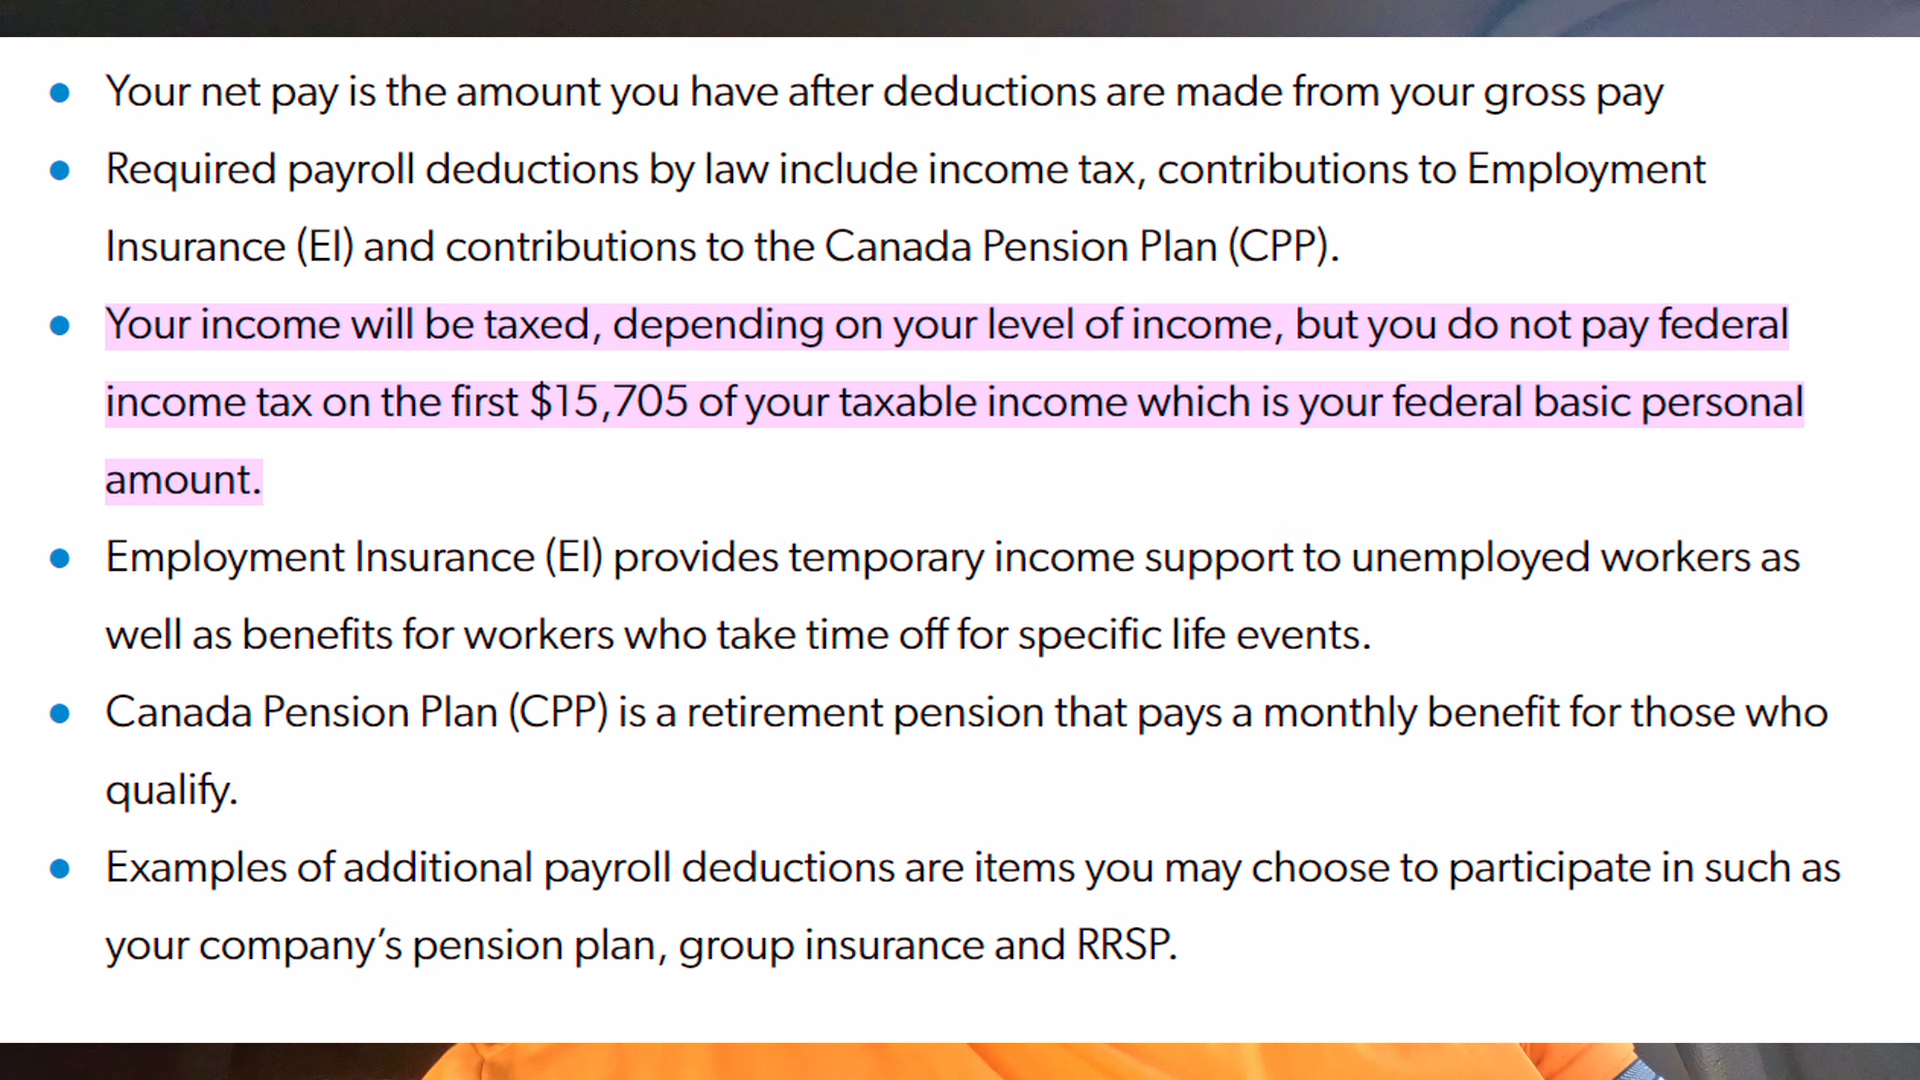 Your net pay is the amount you have after deductions are made from your gross pay
Required payroll deductions by law include income tax, contributions to Employment
Insurance (EI) and contributions to the Canada Pension Plan (CPP).
Your income will be taxed, depending on your level of income, but you do not pay federal
income tax on the first $15,705 of your taxable income which is your federal basic personal
amount.
Employment Insurance (EI) provides temporary income support to unemployed workers as
well as benefits for workers who take time off for specific life events.
Canada Pension Plan (CPP) is a retirement pension that pays a monthly benefit for those who
qualify.
Examples of additional payroll deductions are items you may choose to participate in such as
your company’s pension plan, group insurance and RRSP.